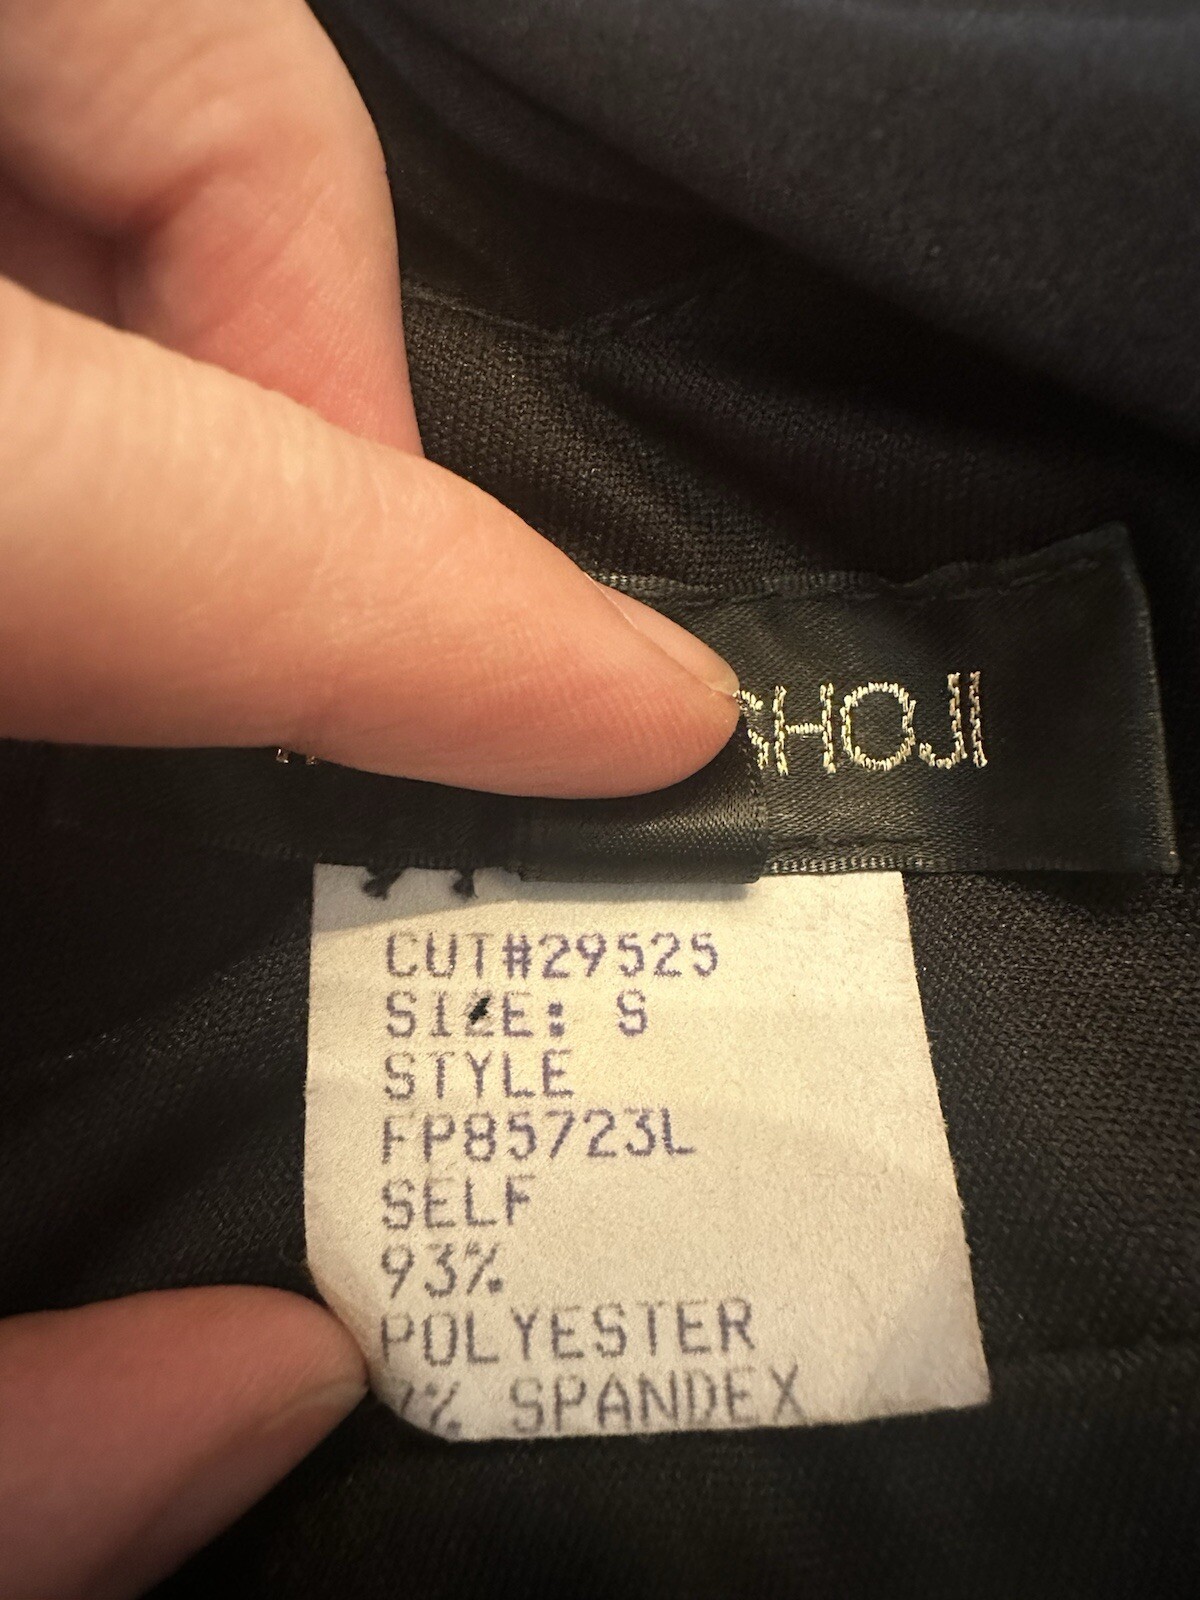 SHOJI
CUT#29525
SIZE: S
STYLE
FP85723L
SELF
93%
POLYESTER
7% SPANDEX